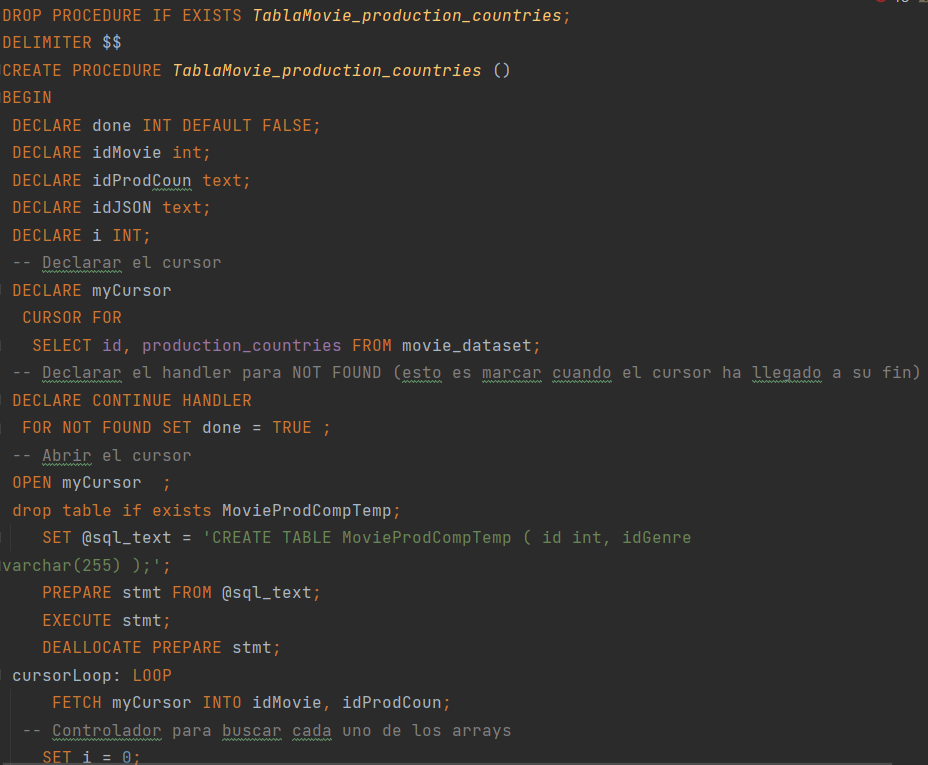 DROP PROCEDURE IF EXISTS TablaMovie_production_countries;
DELIMITER $$
CREATE PROCEDURE TablaMovie_production_countries ()
BEGIN
DECLARE done INT DEFAULT FALSE;
DECLARE idMovie int;
DECLARE idProdCoun text;
DECLARE idJSON text;
DECLARE i INT;
-- Declarar el cursor
DECLARE myCursor
CURSOR FOR
SELECT id, production_countries FROM movie_dataset;
-- Declarar el handler para NOT FOUND (esto es marcar cuando el cursor ha llegado a su fin)
DECLARE CONTINUE HANDLER
FOR NOT FOUND SET done = TRUE ;
-- Abrir el cursor
OPEN myCursor  ;
drop table if exists MovieProdCompTemp;
SET @sql_text = 'CREATE TABLE MovieProdCompTemp ( id int, idGenre
varchar(255) );';
PREPARE stmt FROM @sql_text;
EXECUTE stmt;
DEALLOCATE PREPARE stmt;
cursorLoop: LOOP
FETCH myCursor INTO idMovie, idProdCoun;
-- Controlador para buscar cada uno de los arrays
SET i = 0;